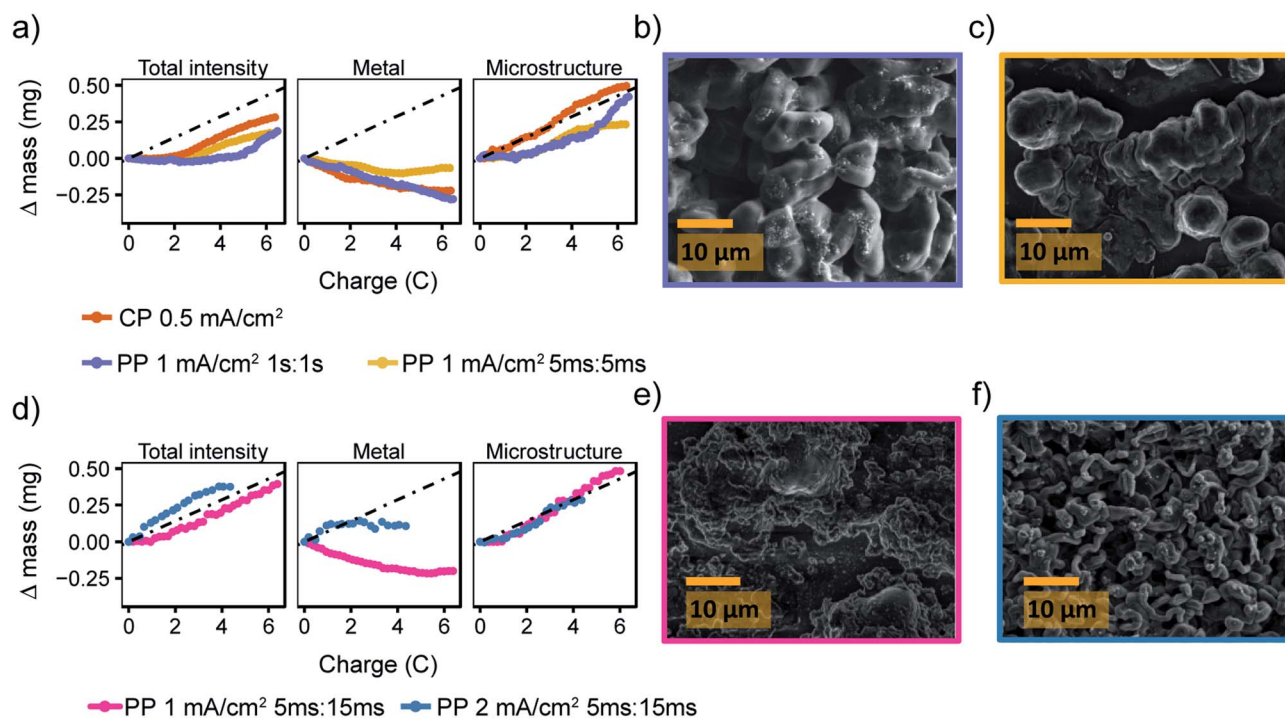 a)
Total intensity Metal Microstructure
0.50
0.25
0.00
−0.25
Δ mass (mg)
0 2 4 6 0 2 4 6 0 2 4 6
Charge (C)
CP 0.5 mA/cm²
PP 1 mA/cm² 1s:1s PP 1 mA/cm² 5ms:5ms
b)
10 µm
c)
10 µm
d)
Total intensity Metal Microstructure
0.50
0.25
0.00
−0.25
Δ mass (mg)
0 2 4 6 0 2 4 6 0 2 4 6
Charge (C)
PP 1 mA/cm² 5ms:15ms PP 2 mA/cm² 5ms:15ms
e)
10 µm
f)
10 µm